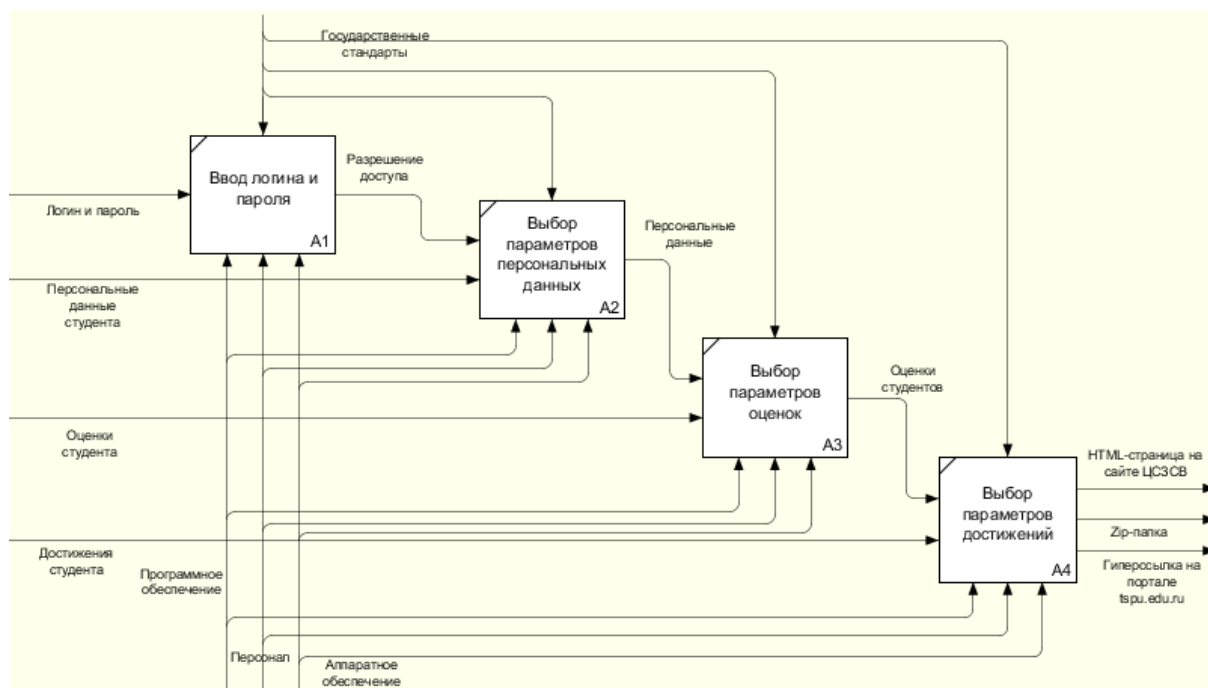 Государственные
стандарты
Ввод логина и
пароля
A1
Разрешение
доступа
Логин и пароль
Выбор
параметров
персональных
данных
A2
Персональные
данные
Персональные
данные
студента
Выбор
параметров
оценок
A3
Оценки
студентов
Оценки
студента
Выбор
параметров
достижений
A4
HTML-страница на
сайте ЦСЗСВ
Zip-папка
Гиперссылка на
портале
tspu.edu.ru
Достижения
студента
Программное
обеспечение
Персонал
Аппаратное
обеспечение